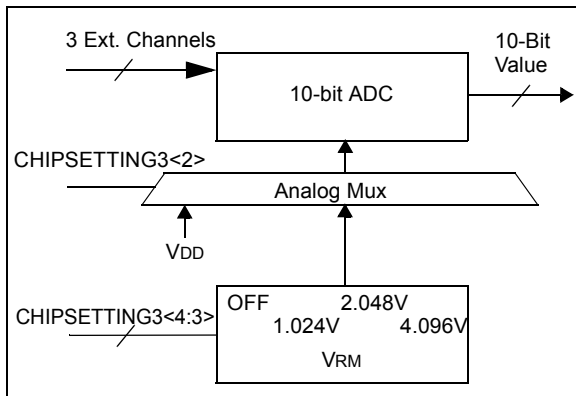 3 Ext. Channels
10-Bit
Value
10-bit ADC
CHIPSETTING3<2>
Analog Mux
VDD
CHIPSETTING3<4:3>
OFF 2.048V
1.024V 4.096V
VRM